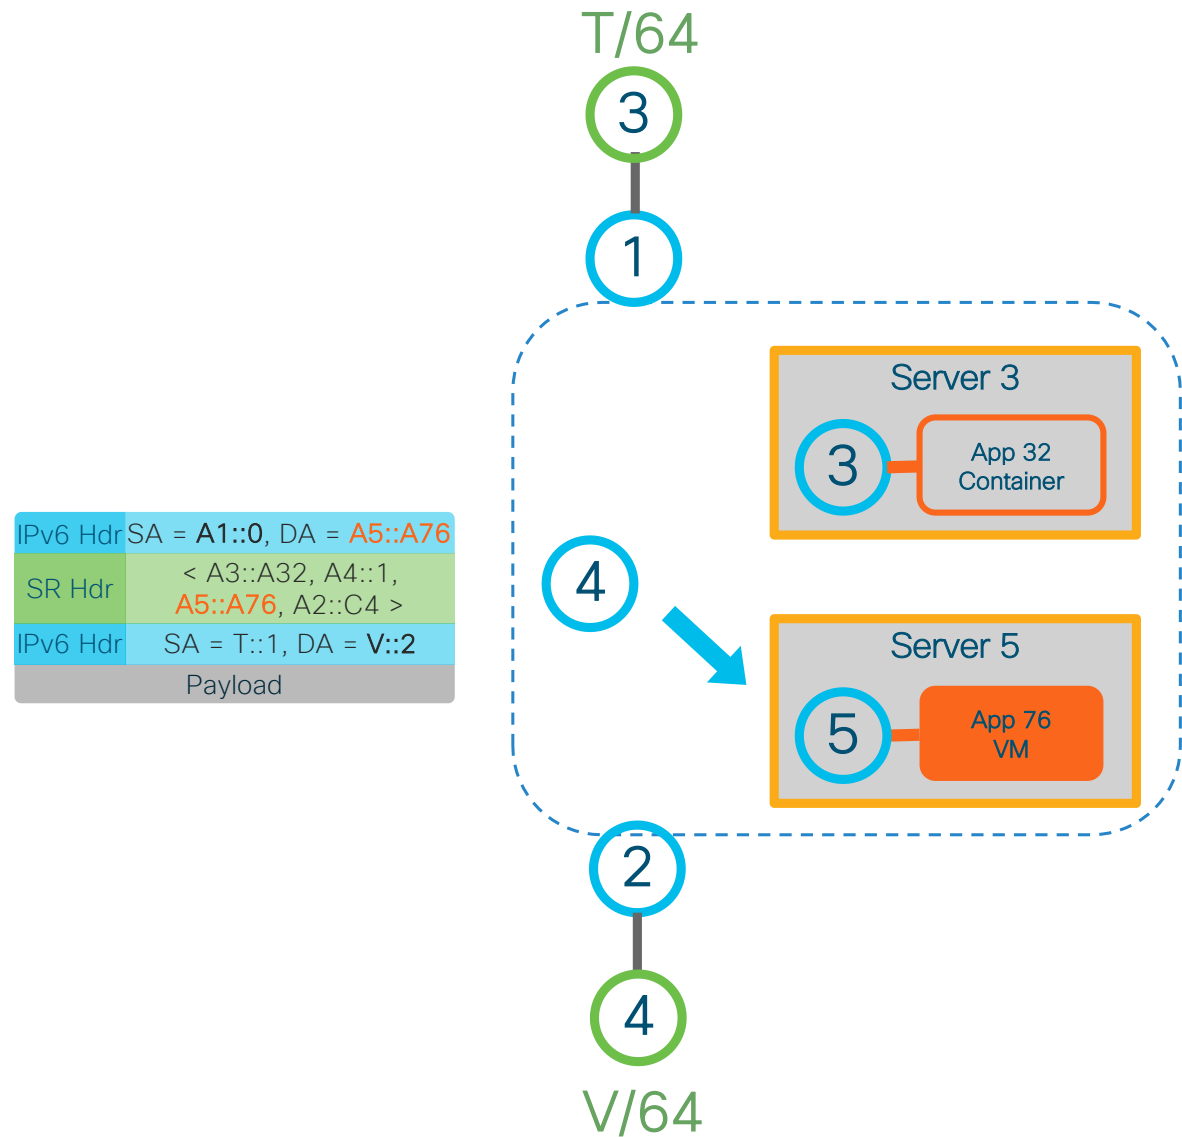 T/64
3
1
Server 3
3
App 32
Container
IPv6 Hdr SA = A1::0, DA = A5::A76
SR Hdr < A3::A32, A4::1,
A5::A76, A2::C4 >
IPv6 Hdr SA = T::1, DA = V::2
Payload
4
Server 5
5
App 76
VM
2
4
V/64